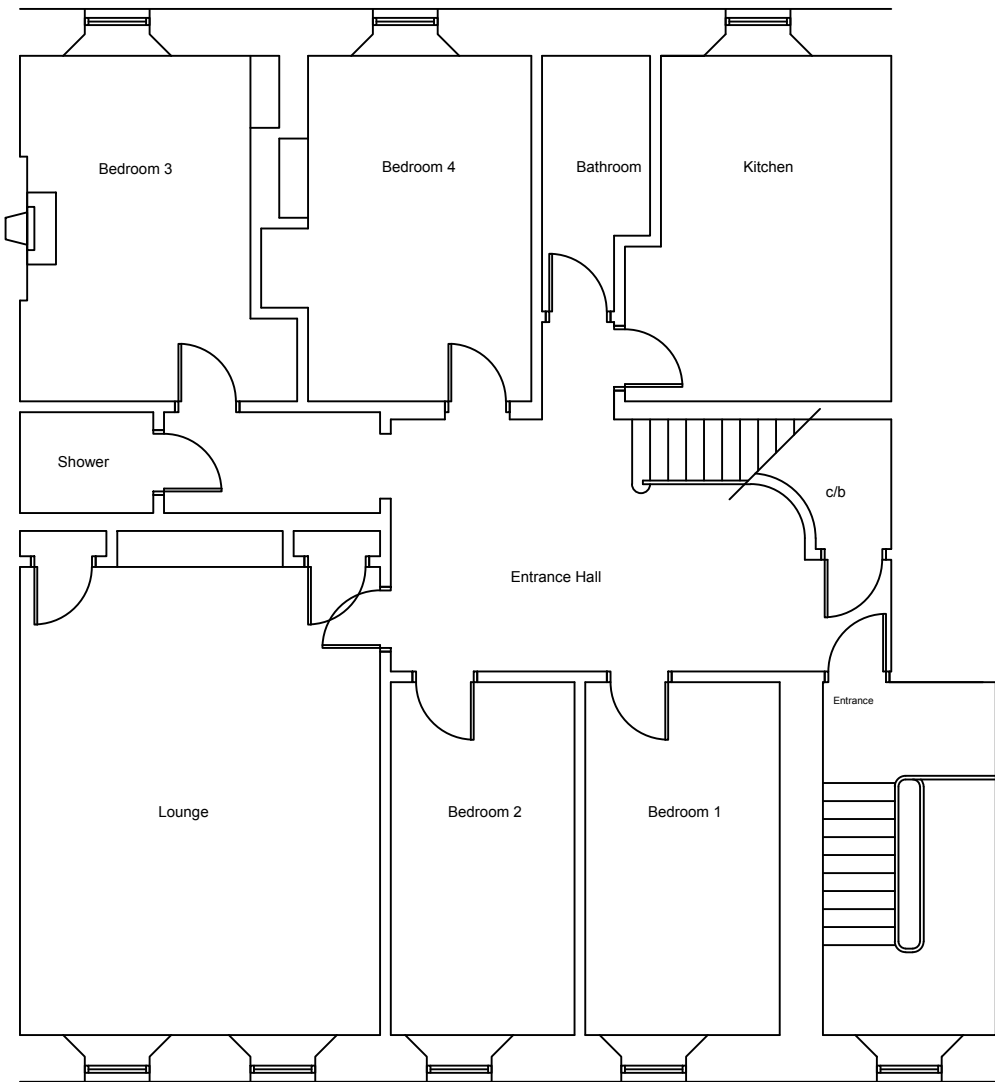 Bedroom 3
Bedroom 4
Bathroom
Kitchen
Shower
c/b
Entrance Hall
Entrance
Lounge
Bedroom 2
Bedroom 1